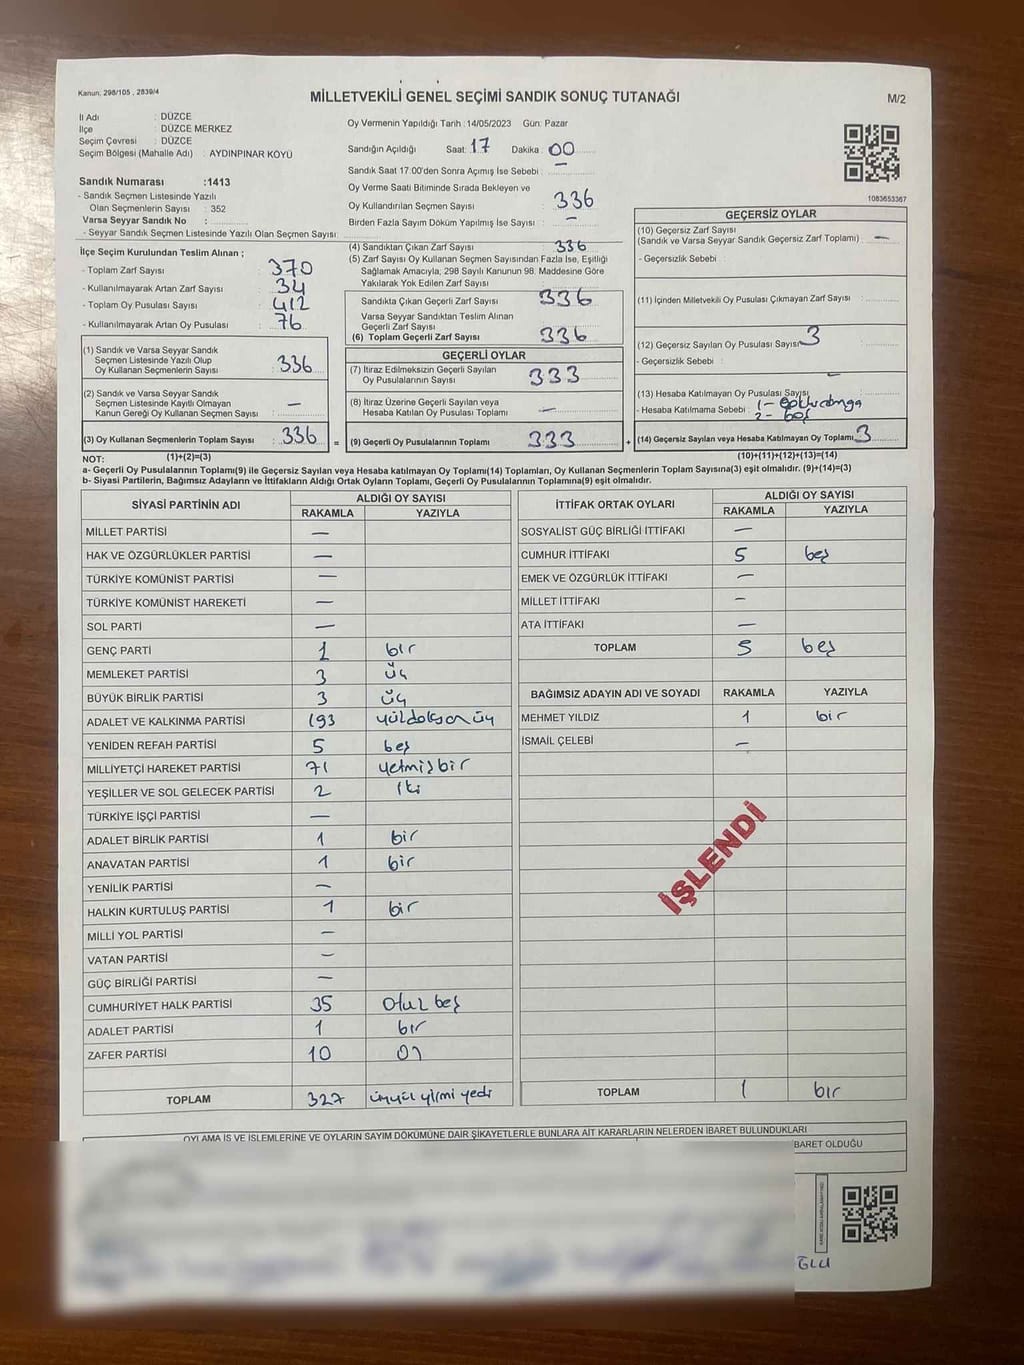 Kanun: 298/105 , 2839/4
MİLLETVEKİLİ GENEL SEÇİMİ SANDIK SONUÇ TUTANAĞI
M/2
İl Adı : DÜZCE
İlçe : DÜZCE MERKEZ
Seçim Çevresi : DÜZCE
Seçim Bölgesi (Mahalle Adı) : AYDINPINAR KÖYÜ
Sandık Numarası :1413
- Sandık Seçmen Listesinde Yazılı
Olan Seçmenlerin Sayısı : 352
Varsa Seyyar Sandık No :
- Seyyar Sandık Seçmen Listesinde Yazılı Olan Seçmen Sayısı:
Oy Vermenin Yapıldığı Tarih :14/05/2023 Gün: Pazar
Sandığın Açıldığı Saat: 17 Dakika : 00
Sandık Saat 17:00'den Sonra Açımış İse Sebebi : —
Oy Verme Saati Bitiminde Sırada Bekleyen ve
Oy Kullandırılan Seçmen Sayısı : 336
Birden Fazla Sayım Döküm Yapılmış İse Sayısı : —
1083653367
İlçe Seçim Kurulundan Teslim Alınan ;
- Toplam Zarf Sayısı : 370
- Kullanılmayarak Artan Zarf Sayısı : 34
- Toplam Oy Pusulası Sayısı : 412
- Kullanılmayarak Artan Oy Pusulası : 76
(1) Sandık ve Varsa Seyyar Sandık
Seçmen Listesinde Yazılı Olup
Oy Kullanan Seçmenlerin Sayısı : 336
(2) Sandık ve Varsa Seyyar Sandık
Seçmen Listesinde Kayıtlı Olmayan
Kanun Gereği Oy Kullanan Seçmen Sayısı : —
(3) Oy Kullanan Seçmenlerin Toplam Sayısı : 336
(4) Sandıktan Çıkan Zarf Sayısı : 336
(5) Zarf Sayısı Oy Kullanan Seçmen Sayısından Fazla İse, Eşitliği
Sağlamak Amacıyla, 298 Sayılı Kanunun 98. Maddesine Göre
Yakılarak Yok Edilen Zarf Sayısı :
Sandıkta Çıkan Geçerli Zarf Sayısı : 336
Varsa Seyyar Sandıktan Teslim Alınan
Geçerli Zarf Sayısı
(6) Toplam Geçerli Zarf Sayısı : 336
GEÇERLİ OYLAR
(7) İtiraz Edilmeksizin Geçerli Sayılan
Oy Pusulalarının Sayısı : 333
(8) İtiraz Üzerine Geçerli Sayılan veya
Hesaba Katılan Oy Pusulası Toplamı : —
= (9) Geçerli Oy Pusulalarının Toplamı : 333
GEÇERSİZ OYLAR
(10) Geçersiz Zarf Sayısı
(Sandık ve Varsa Seyyar Sandık Geçersiz Zarf Toplamı) : —
- Geçersizlik Sebebi :
(11) İçinden Milletvekili Oy Pusulası Çıkmayan Zarf Sayısı :
(12) Geçersiz Sayılan Oy Pusulası Sayısı: 3
- Geçersizlik Sebebi :
(13) Hesaba Katılmayan Oy Pusulası Sayısı: —
- Hesaba Katılmama Sebebi : 1-
2- boş
+ (14) Geçersiz Sayılan veya Hesaba Katılmayan Oy Toplamı: 3
NOT: (1)+(2)=(3)
(10)+(11)+(12)+(13)=(14)
a- Geçerli Oy Pusulalarının Toplamı(9) ile Geçersiz Sayılan veya Hesaba katılmayan Oy Toplamı(14) Toplamları, Oy Kullanan Seçmenlerin Toplam Sayısına(3) eşit olmalıdır. (9)+(14)=(3)
b- Siyasi Partilerin, Bağımsız Adayların ve İttifakların Aldığı Ortak Oyların Toplamı, Geçerli Oy Pusulalarının Toplamına(9) eşit olmalıdır.
SİYASİ PARTİNİN ADI ALDIĞI OY SAYISI
RAKAMLA YAZIYLA
MİLLET PARTİSİ —
HAK VE ÖZGÜRLÜKLER PARTİSİ —
TÜRKİYE KOMÜNİST PARTİSİ —
TÜRKİYE KOMÜNİST HAREKETİ —
SOL PARTİ —
GENÇ PARTİ 1 bir
MEMLEKET PARTİSİ 3 üç
BÜYÜK BİRLİK PARTİSİ 3 üç
ADALET VE KALKINMA PARTİSİ 193 yüzdoksan üç
YENİDEN REFAH PARTİSİ 5 beş
MİLLİYETÇİ HAREKET PARTİSİ 71 yetmişbir
YEŞİLLER VE SOL GELECEK PARTİSİ 2 iki
TÜRKİYE İŞÇİ PARTİSİ —
ADALET BİRLİK PARTİSİ 1 bir
ANAVATAN PARTİSİ 1 bir
YENİLİK PARTİSİ —
HALKIN KURTULUŞ PARTİSİ 1 bir
MİLLİ YOL PARTİSİ —
VATAN PARTİSİ —
GÜÇ BİRLİĞİ PARTİSİ —
CUMHURİYET HALK PARTİSİ 35 otuz beş
ADALET PARTİSİ 1 bir
ZAFER PARTİSİ 10 on
TOPLAM 327 üçyüz yirmi yedi
İTTİFAK ORTAK OYLARI ALDIĞI OY SAYISI
RAKAMLA YAZIYLA
SOSYALİST GÜÇ BİRLİĞİ İTTİFAKI —
CUMHUR İTTİFAKI 5 beş
EMEK VE ÖZGÜRLÜK İTTİFAKI —
MİLLET İTTİFAKI —
ATA İTTİFAKI —
TOPLAM 5 beş
BAĞIMSIZ ADAYIN ADI VE SOYADI RAKAMLA YAZIYLA
MEHMET YILDIZ 1 bir
İSMAİL ÇELEBİ —
İŞLENDİ
TOPLAM 1 bir
OYLAMA İŞ VE İŞLEMLERİNE VE OYLARIN SAYIM DÖKÜMÜNE DAİR ŞİKAYETLERLE BUNLARA AİT KARARLARIN NELERDEN İBARET BULUNDUKLARI
BARET OLDUĞU
ĞLU